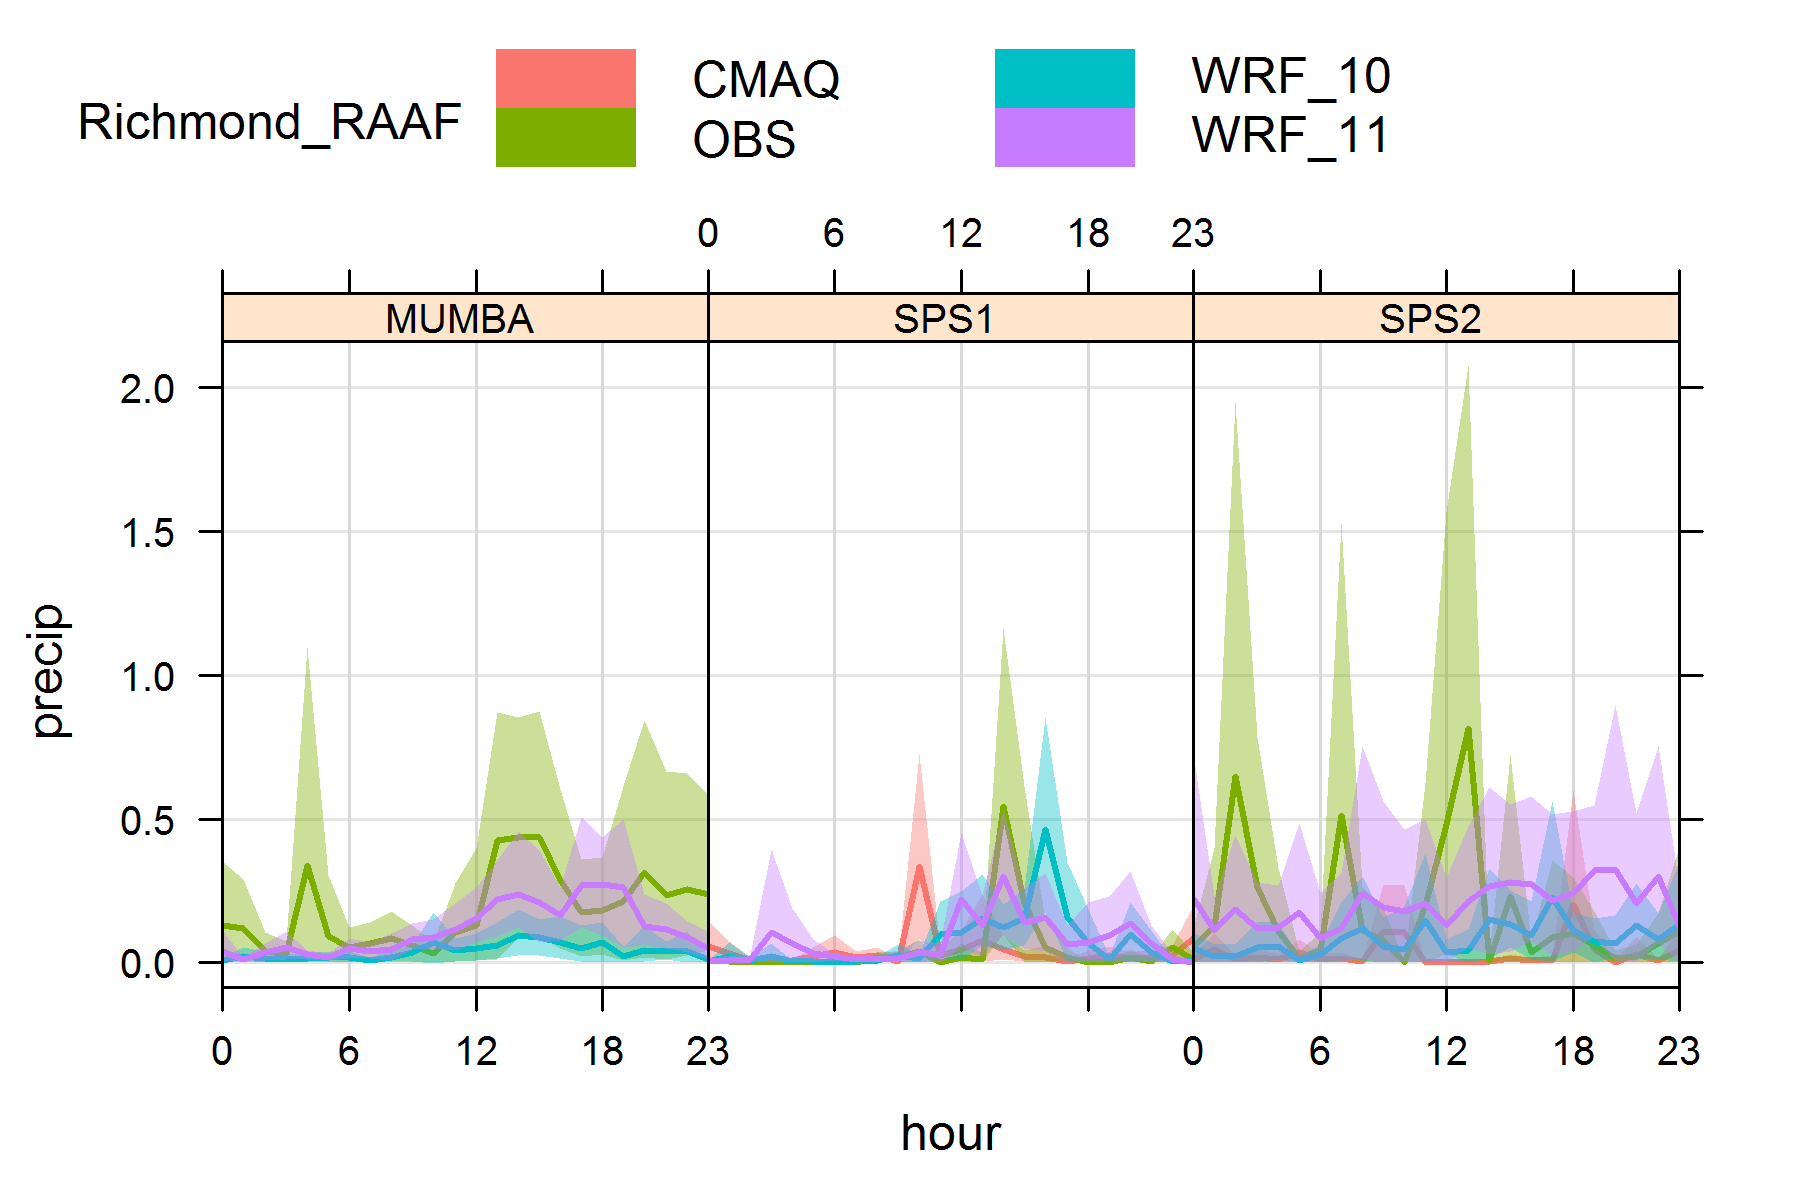 Richmond_RAAF
CMAQ
OBS
WRF_10
WRF_11
0 6 12 18 23
MUMBA SPS1 SPS2
2.0
1.5
1.0
0.5
0.0
precip
0 6 12 18 23 0 6 12 18 23
hour